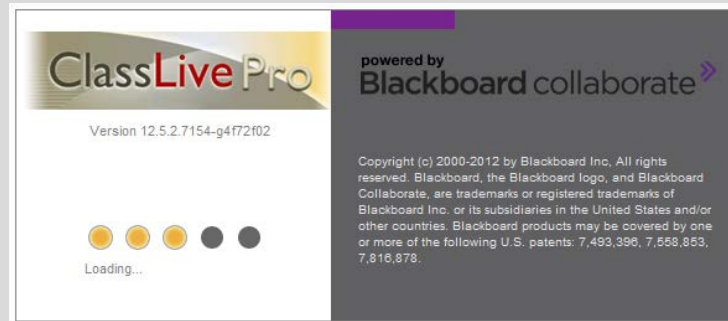 ClassLive Pro
Version 12.5.2.7154-g4f72f02
Loading...
powered by
Blackboard collaborate
Copyright (c) 2000-2012 by Blackboard Inc, All rights
reserved. Blackboard, the Blackboard logo, and Blackboard
Collaborate, are trademarks or registered trademarks of
Blackboard Inc. or its subsidiaries in the United States and/or
other countries. Blackboard products may be covered by one
or more of the following U.S. patents: 7,493,396, 7,558,853,
7,816,878.